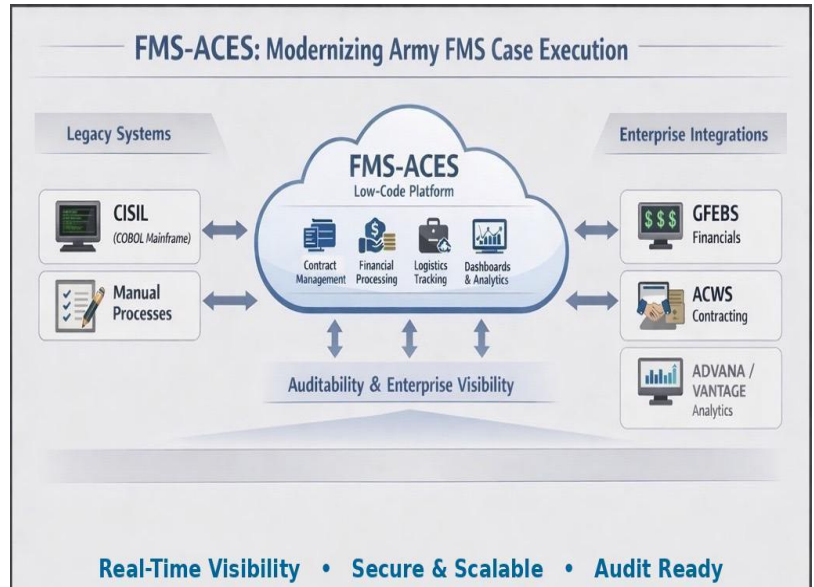 FMS-ACES: Modernizing Army FMS Case Execution
Legacy Systems
CISIL
(COBOL Mainframe)
Manual
Processes
FMS-ACES
Low-Code Platform
Contract
Management
Financial
Processing
Logistics
Tracking
Dashboards
& Analytics
Auditability & Enterprise Visibility
Enterprise Integrations
$$$
GFEBS
Financials
ACWS
Contracting
ADVANA /
VANTAGE
Analytics
Real-Time Visibility • Secure & Scalable • Audit Ready